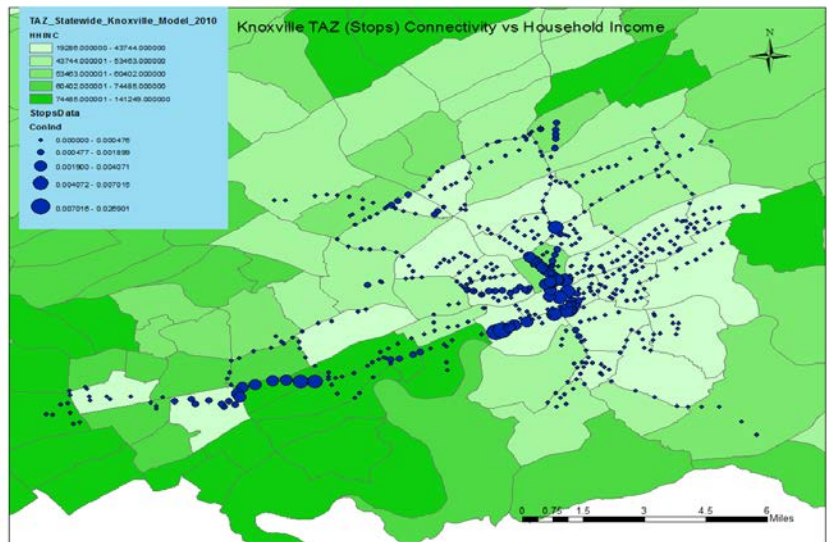 TAZ_Statewide_Knoxville_Model_2010
HHINC
19286.000000 - 43744.000000
43744.000001 - 53463.000000
53463.000001 - 60402.000000
60402.000001 - 74485.000000
74485.000001 - 141249.000000
StopsData
ConInd
0.000000 - 0.000476
0.000477 - 0.001899
0.001900 - 0.004071
0.004072 - 0.007015
0.007016 - 0.026901
Knoxville TAZ (Stops) Connectivity vs Household Income
N
0 0.75 1.5 3 4.5 6
Miles